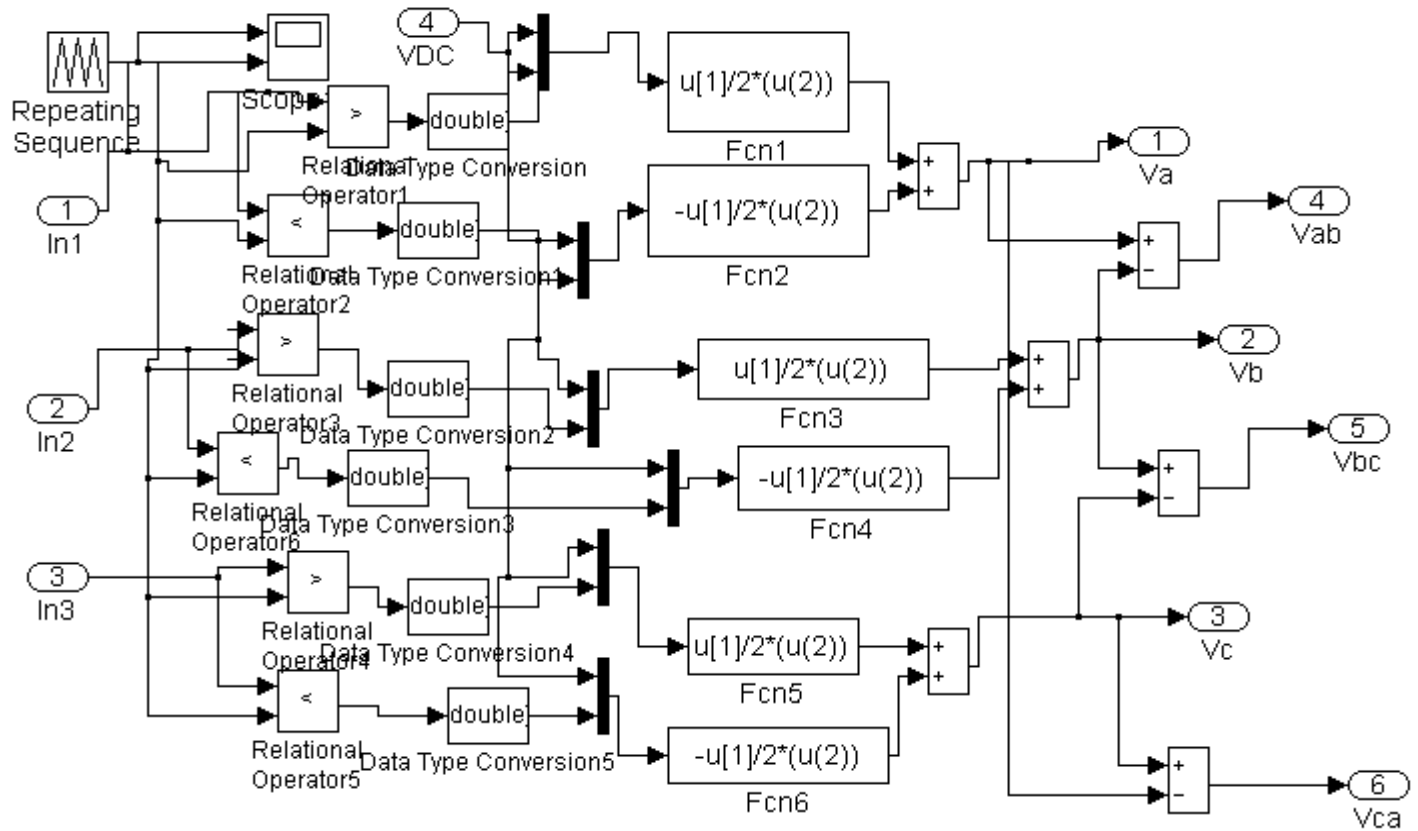 4
VDC
Repeating
Sequence
Scope
>
double
Relational
Operator1
Data Type Conversion
u[1]/2*(u(2))
Fcn1
+
+
1
Va
1
In1
<
double
Relational
Operator2
Data Type Conversion1
-u[1]/2*(u(2))
Fcn2
+
−
4
Vab
>
double
Relational
Operator3
Data Type Conversion2
u[1]/2*(u(2))
Fcn3
+
+
2
Vb
2
In2
<
double
Relational
Operator6
Data Type Conversion3
-u[1]/2*(u(2))
Fcn4
+
−
5
Vbc
3
In3
>
double
Relational
Operator4
Data Type Conversion4
u[1]/2*(u(2))
Fcn5
+
+
3
Vc
<
double
Relational
Operator5
Data Type Conversion5
-u[1]/2*(u(2))
Fcn6
+
−
6
Vca